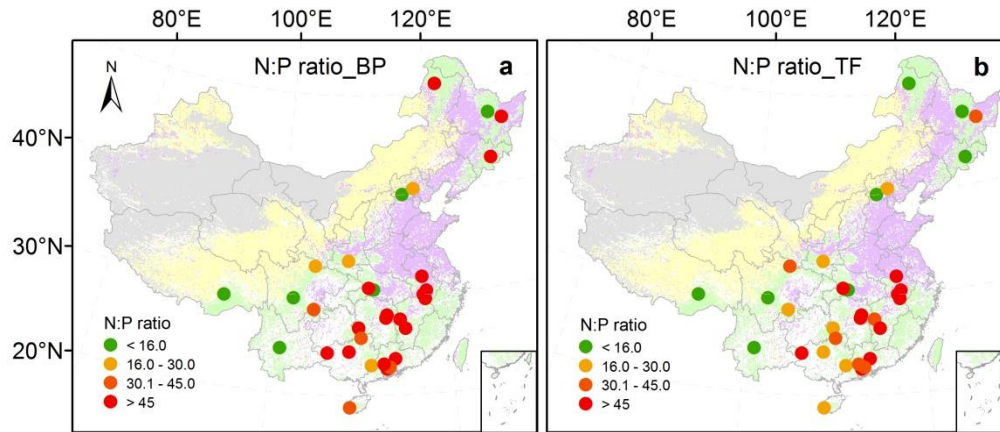 80°E 100°E 120°E 80°E 100°E 120°E
N N:P ratio_BP a N:P ratio_TF b
40°N
30°N
20°N
N:P ratio N:P ratio
< 16.0 < 16.0
16.0 - 30.0 16.0 - 30.0
30.1 - 45.0 30.1 - 45.0
> 45 > 45